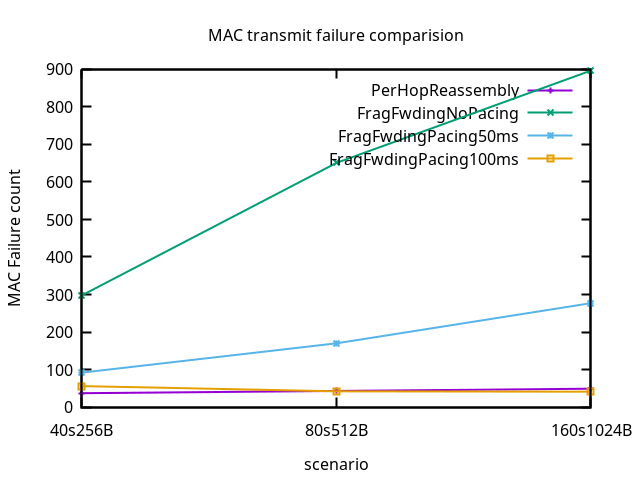 MAC transmit failure comparision
900
800
700
600
500
400
300
200
100
0
MAC Failure count
PerHopReassembly
FragFwdingNoPacing
FragFwdingPacing50ms
FragFwdingPacing100ms
40s256B 80s512B 160s1024B
scenario